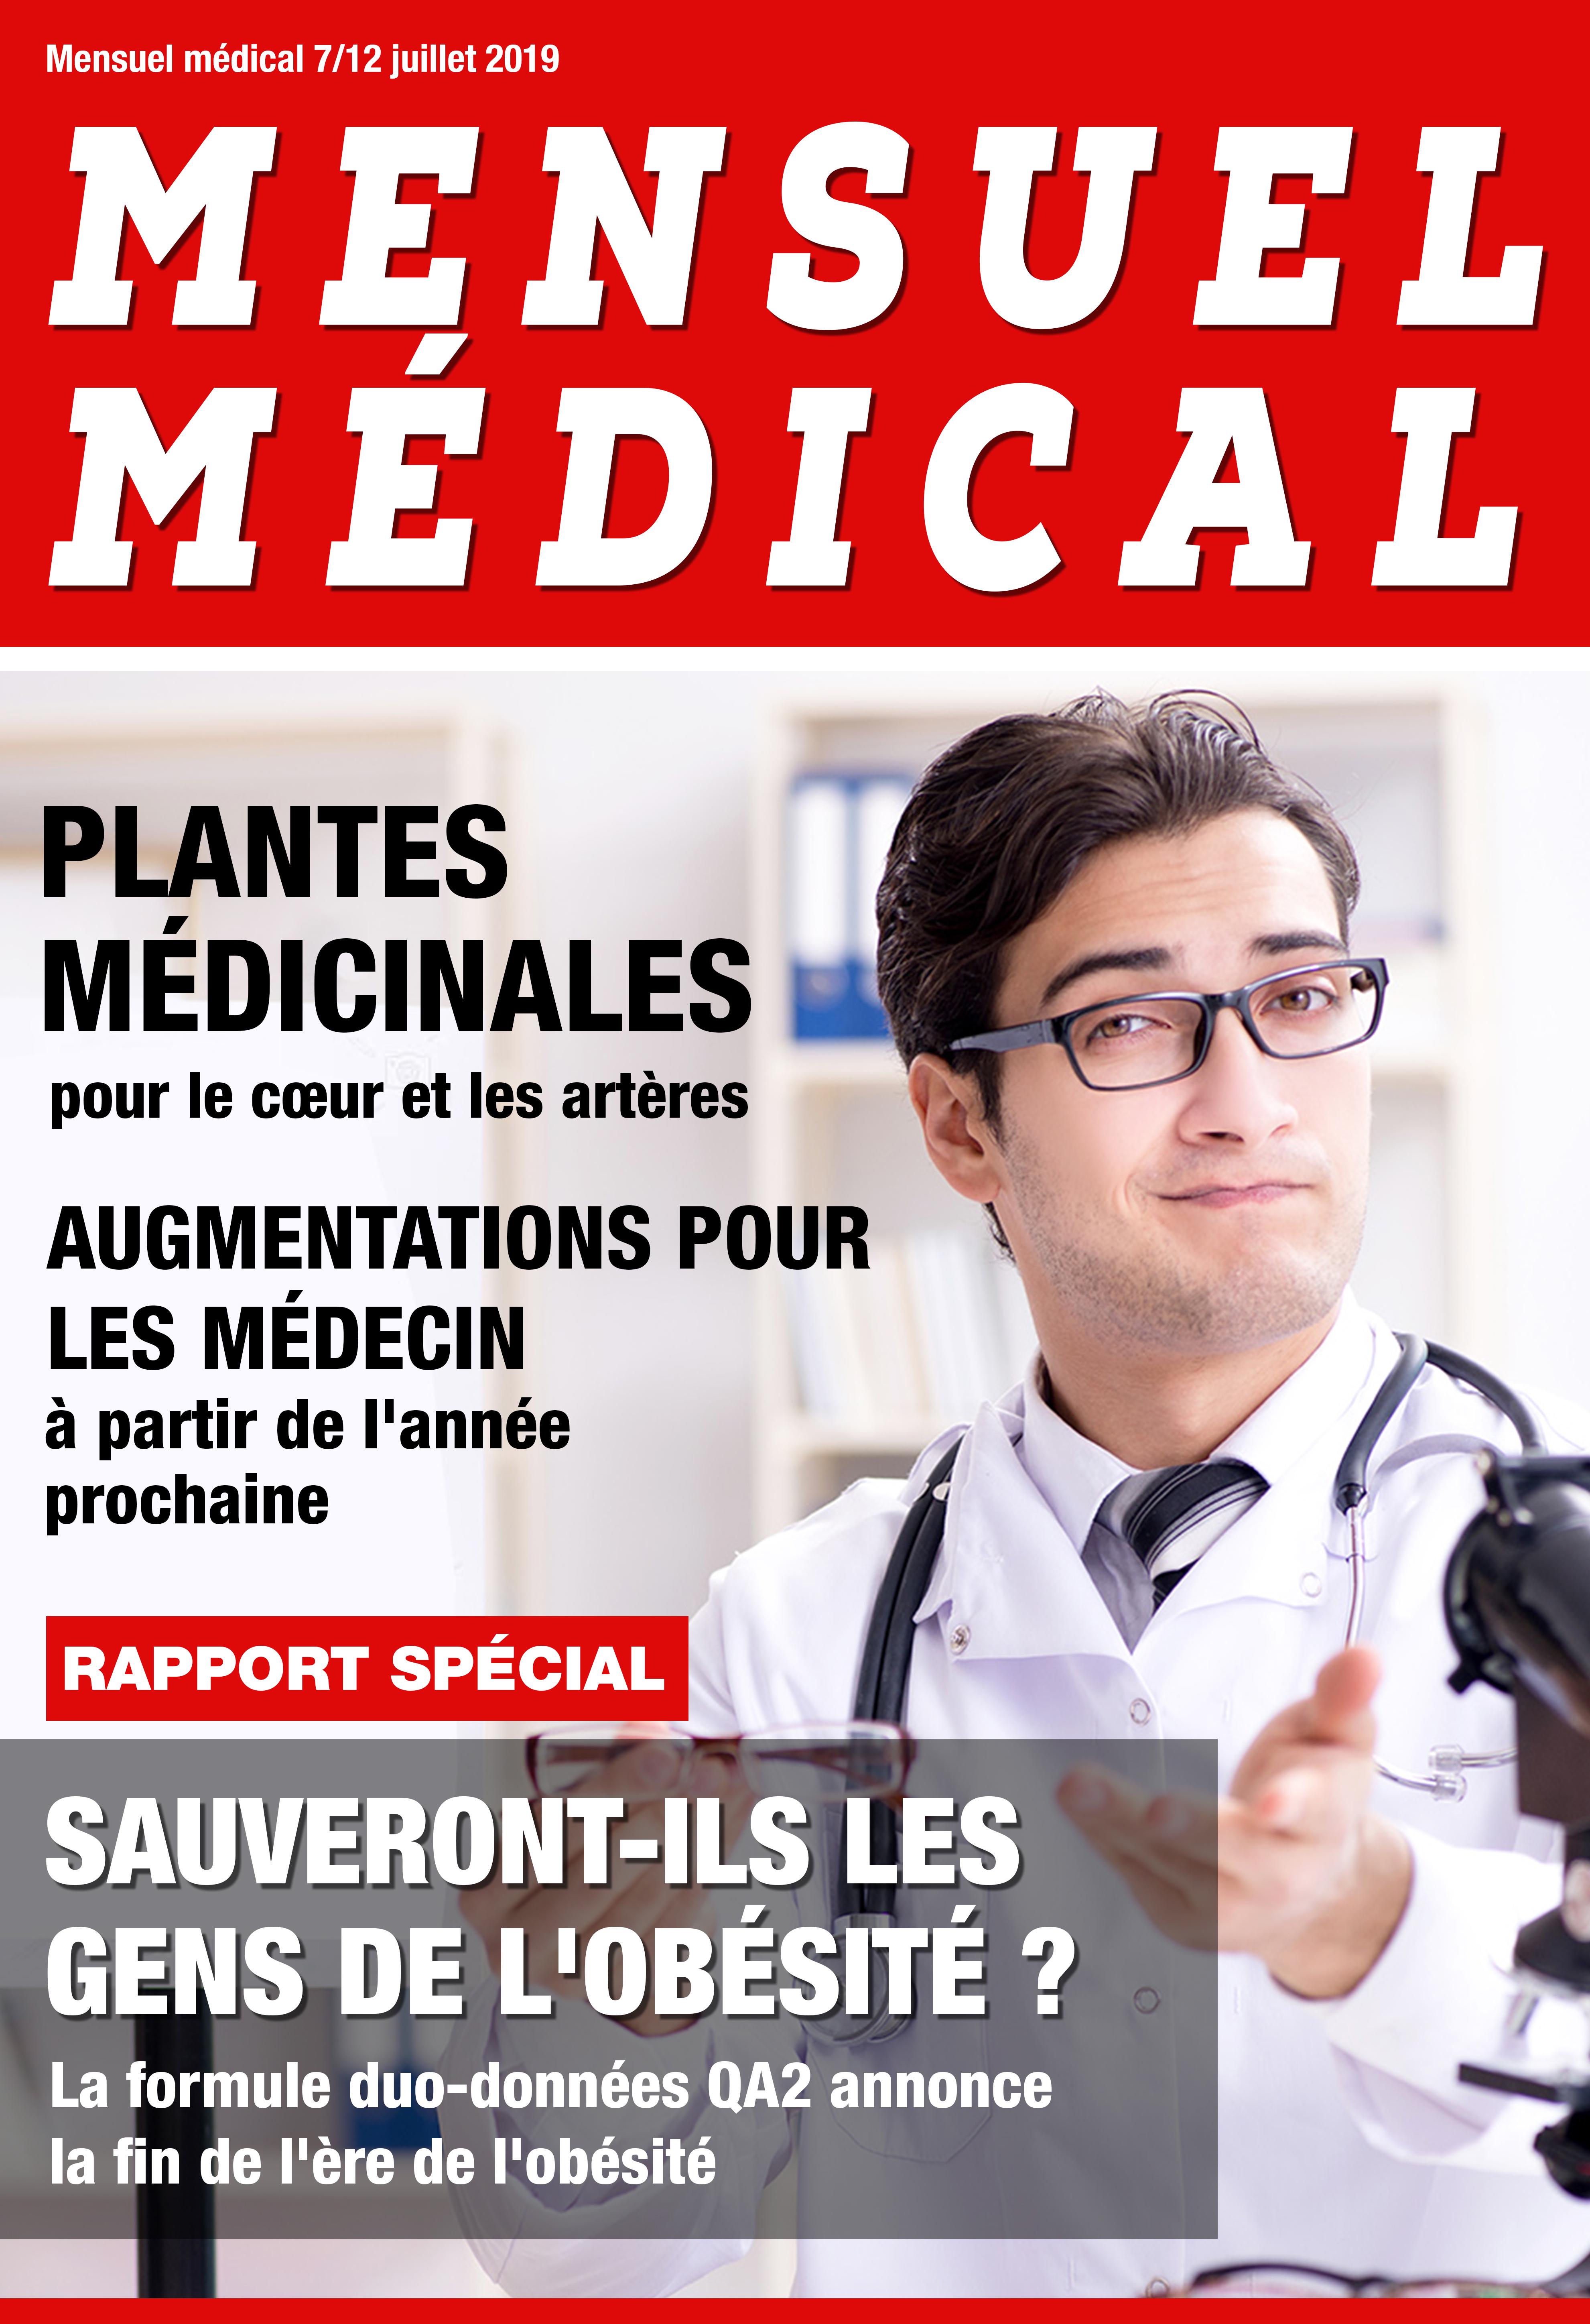 Mensuel médical 7/12 juillet 2019
MENSUEL
MÉDICAL
PLANTES
MÉDICINALES
pour le cœur et les artères
AUGMENTATIONS POUR
LES MÉDECIN
à partir de l'année
prochaine
RAPPORT SPÉCIAL
SAUVERONT-ILS LES
GENS DE L'OBÉSITÉ ?
La formule duo-données QA2 annonce
la fin de l'ère de l'obésité